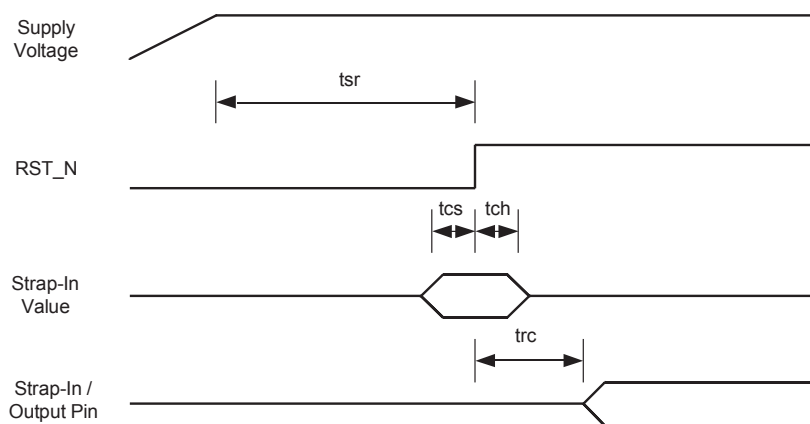 Supply
Voltage
tsr
RST_N
tcs
tch
Strap-In
Value
trc
Strap-In /
Output Pin